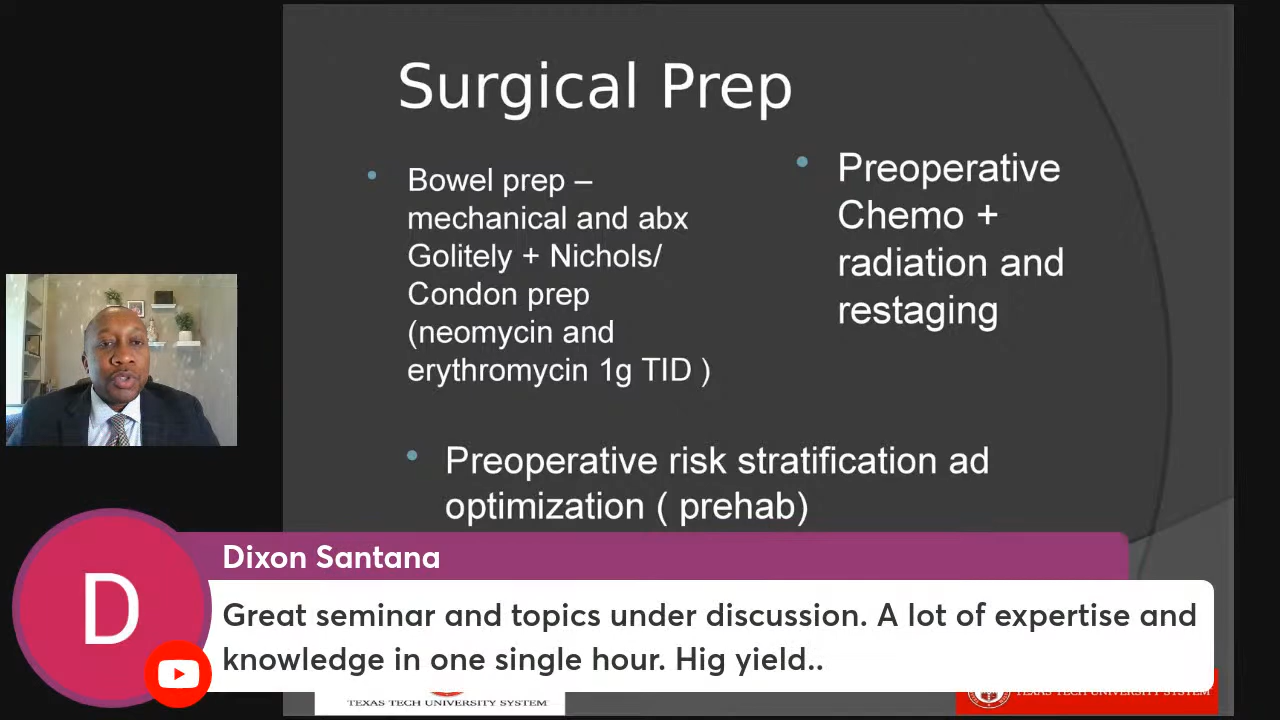 Surgical Prep
Bowel prep –
mechanical and abx
Golitely + Nichols/
Condon prep
(neomycin and
erythromycin 1g TID )
Preoperative
Chemo +
radiation and
restaging
Preoperative risk stratification ad
optimization ( prehab)
D
Dixon Santana
Great seminar and topics under discussion. A lot of expertise and
knowledge in one single hour. Hig yield..
TEXAS TECH UNIVERSITY SYSTEM
TEXAS TECH UNIVERSITY SYSTEM